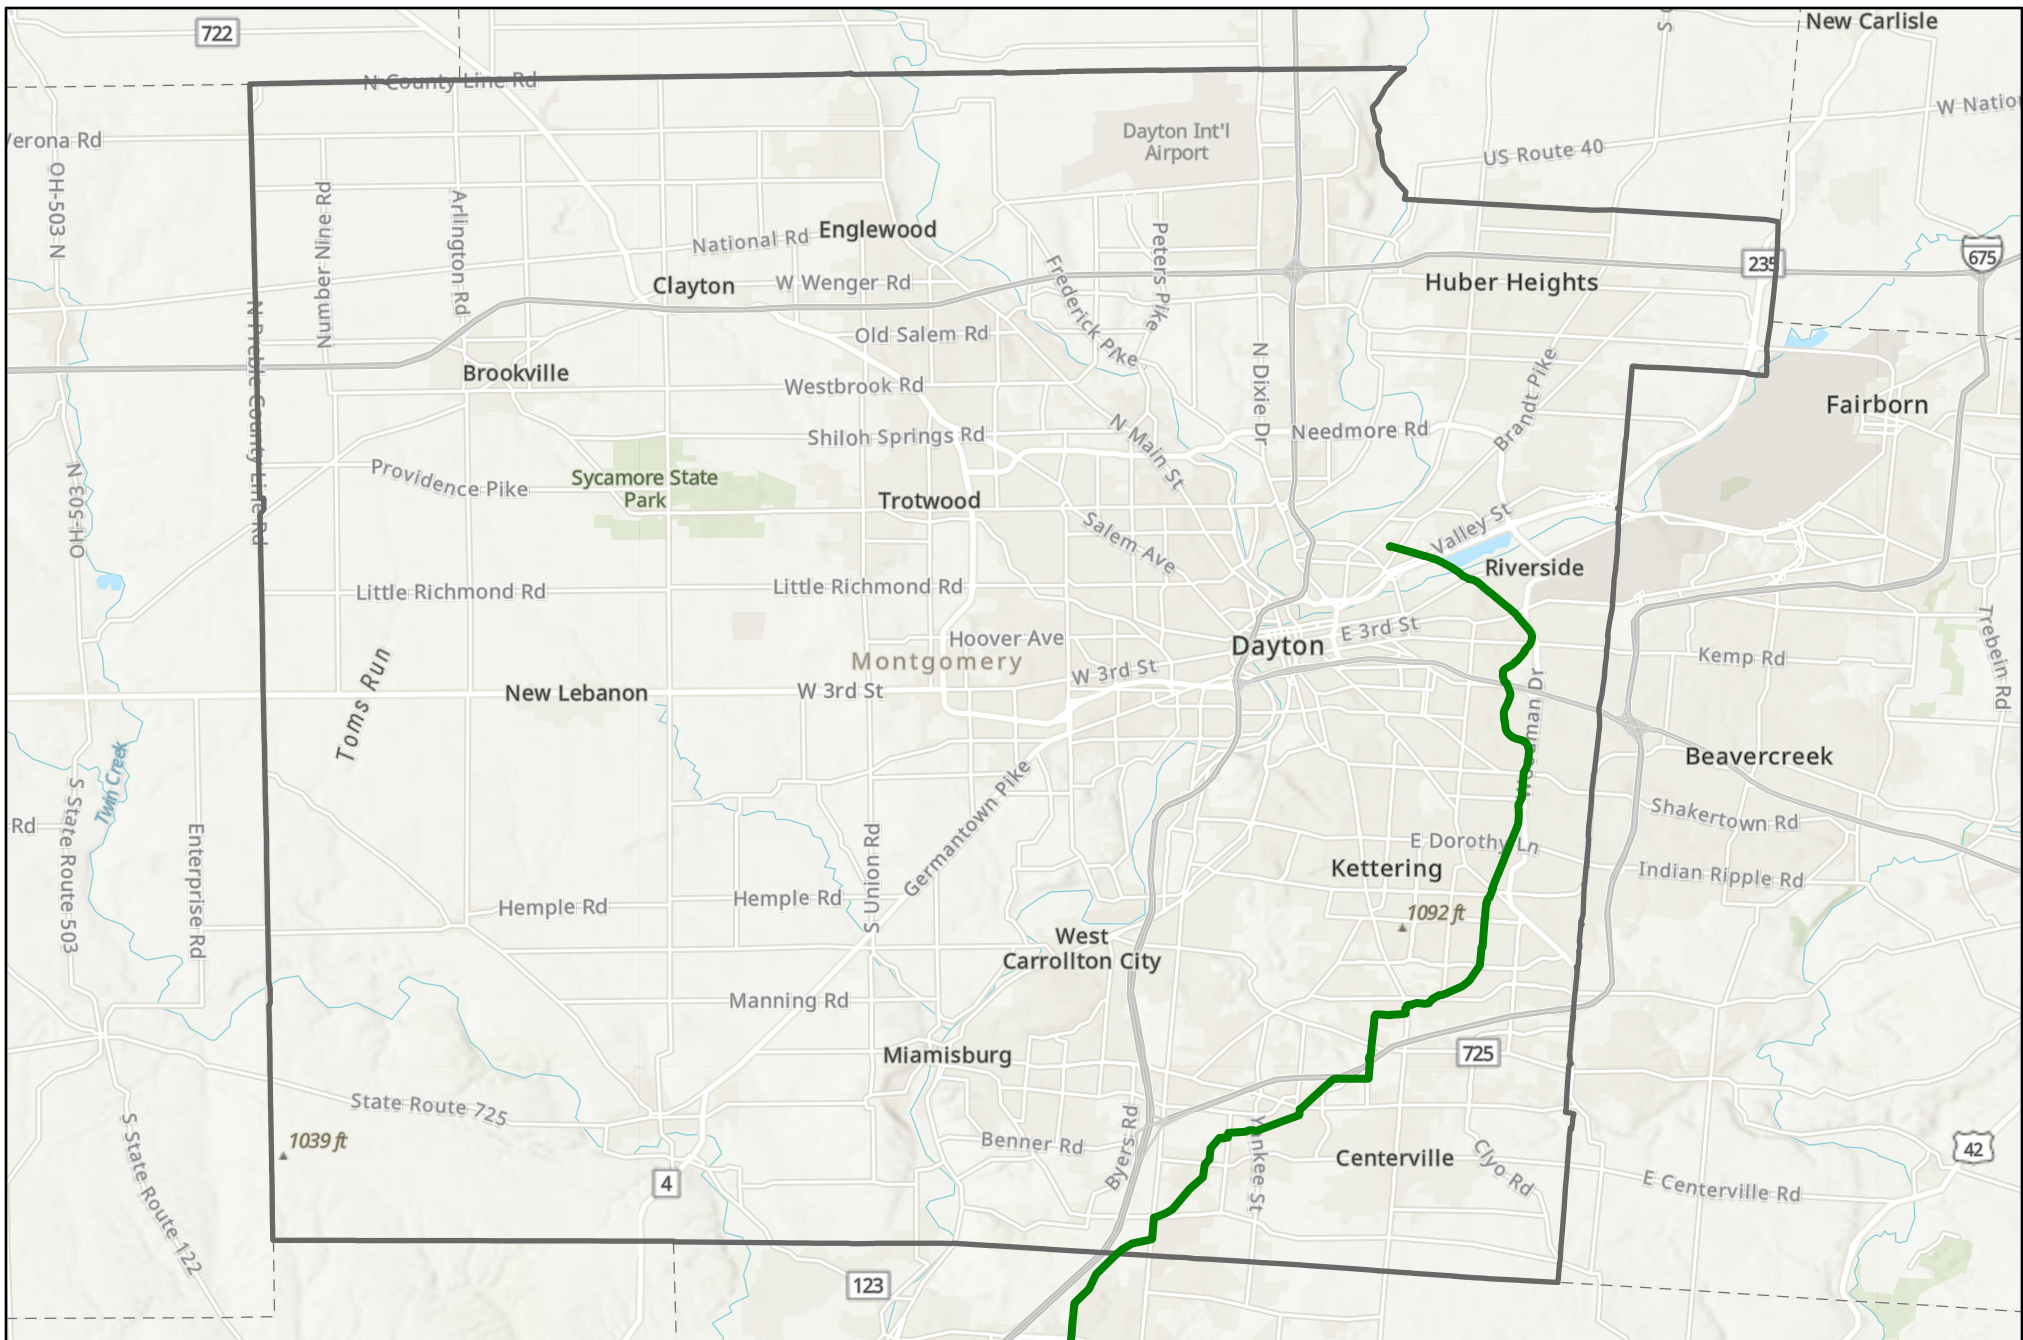 722
New Carlisle
N County Line Rd
W Natio
Verona Rd
Dayton Int'l
Airport
US Route 40
OH-503 N
Number Nine Rd
Arlington Rd
National Rd
Englewood
Peters Pike
Frederick Pike
235
675
Clayton
W Wenger Rd
Huber Heights
N Preble County Line Rd
Old Salem Rd
N Dixie Dr
Brookville
Westbrook Rd
Brandt Pike
Fairborn
Shiloh Springs Rd
N Main St
Needmore Rd
OH-503 N
Providence Pike
Sycamore State
Park
Trotwood
Salem Ave
Valley St
Riverside
Little Richmond Rd
Little Richmond Rd
Trebein Rd
Hoover Ave
E 3rd St
Dayton
Montgomery
Kemp Rd
W 3rd St
Toms Run
New Lebanon
W 3rd St
Twin Creek
Beavercreek
S State Route 503
Rd
Enterprise Rd
S Union Rd
Germantown Pike
Shakertown Rd
E Dorothy Ln
Kettering
Indian Ripple Rd
Hemple Rd
Hemple Rd
1092 ft
West
Carrollton City
Manning Rd
Miamisburg
725
State Route 725
S State Route 122
1039 ft
Benner Rd
Byers Rd
Yankee St
Centerville
Clyo Rd
42
4
E Centerville Rd
123